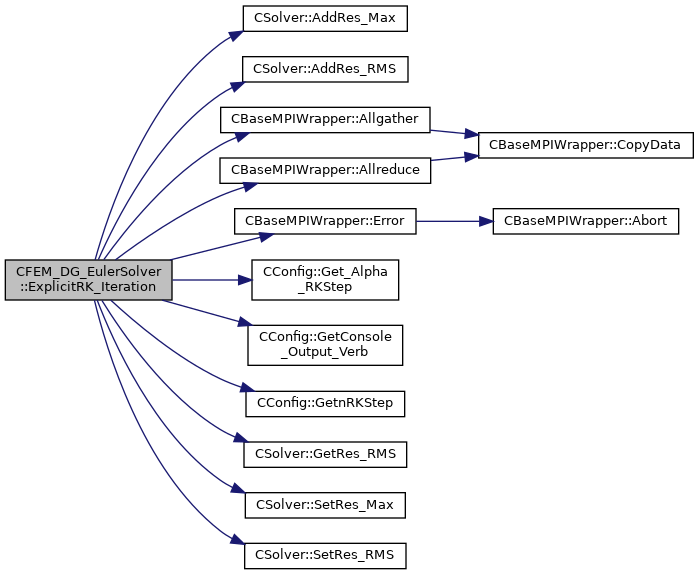 CSolver::AddRes_Max
CSolver::AddRes_RMS
CBaseMPIWrapper::Allgather
CBaseMPIWrapper::CopyData
CBaseMPIWrapper::Allreduce
CBaseMPIWrapper::Error
CBaseMPIWrapper::Abort
CFEM_DG_EulerSolver
::ExplicitRK_Iteration
CConfig::Get_Alpha
_RKStep
CConfig::GetConsole
_Output_Verb
CConfig::GetnRKStep
CSolver::GetRes_RMS
CSolver::SetRes_Max
CSolver::SetRes_RMS